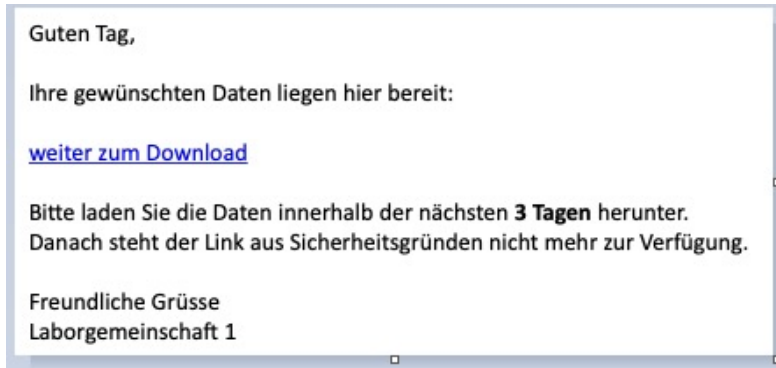 Guten Tag,
Ihre gewünschten Daten liegen hier bereit:
weiter zum Download
Bitte laden Sie die Daten innerhalb der nächsten 3 Tagen herunter.
Danach steht der Link aus Sicherheitsgründen nicht mehr zur Verfügung.
Freundliche Grüsse
Laborgemeinschaft 1